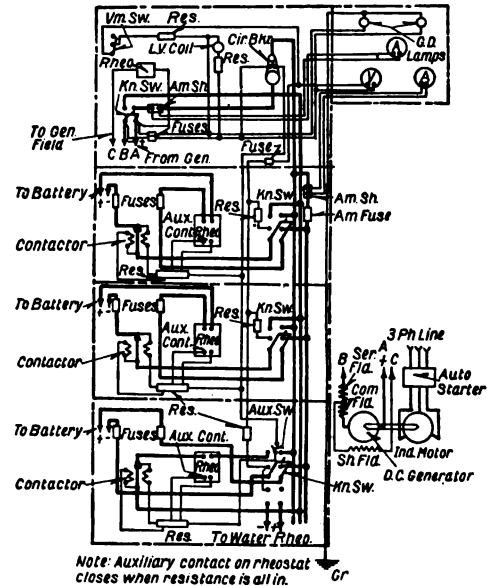 Vm.Sw.
Res.
L.V. Coil
Cir. Bkr.
Res.
G.D.
Lamps
A
V
A
Rheo.
Kn. Sw.
Am. Sh.
To Gen.
Field
Fuses
C B A From Gen.
Fuse
To Battery
Fuses
Aux.
Cont.
Rheo.
Res.
Kn Sw.
Am. Sh.
Am Fuse
Contactor
Res.
To Battery
Fuses
Aux.
Cont.
Rheo.
Res.
Kn Sw.
Contactor
Res.
To Battery
Fuses
Aux. Cont.
Rheo.
Aux Sw.
Kn Sw.
Contactor
Res.
To Water Rheo.
3 Ph Line
B
Ser.
Fld.
A
+
C
Com
Fld.
Auto
Starter
Ind. Motor
Sh Fld.
D.C. Generator
Gr
Note: Auxiliary contact on rheostat
closes when resistance is all in.